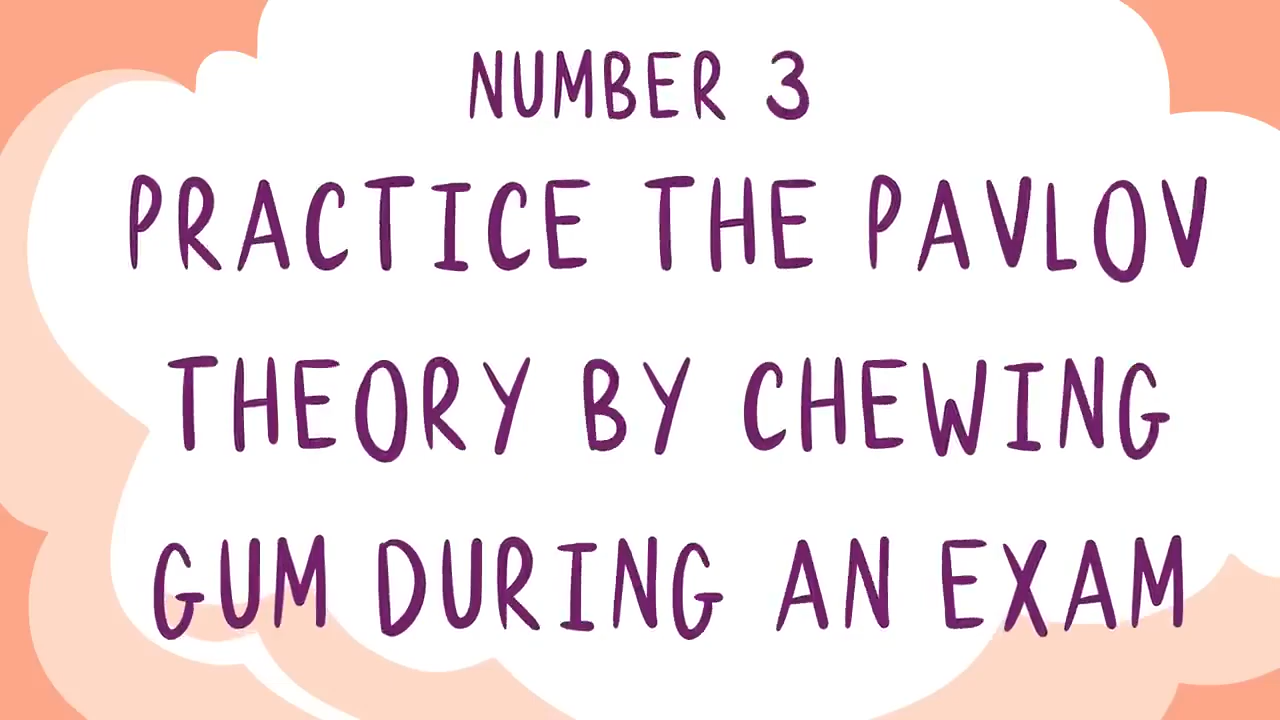 NUMBER 3
PRACTICE THE PAVLOV
THEORY BY CHEWING
GUM DURING AN EXAM